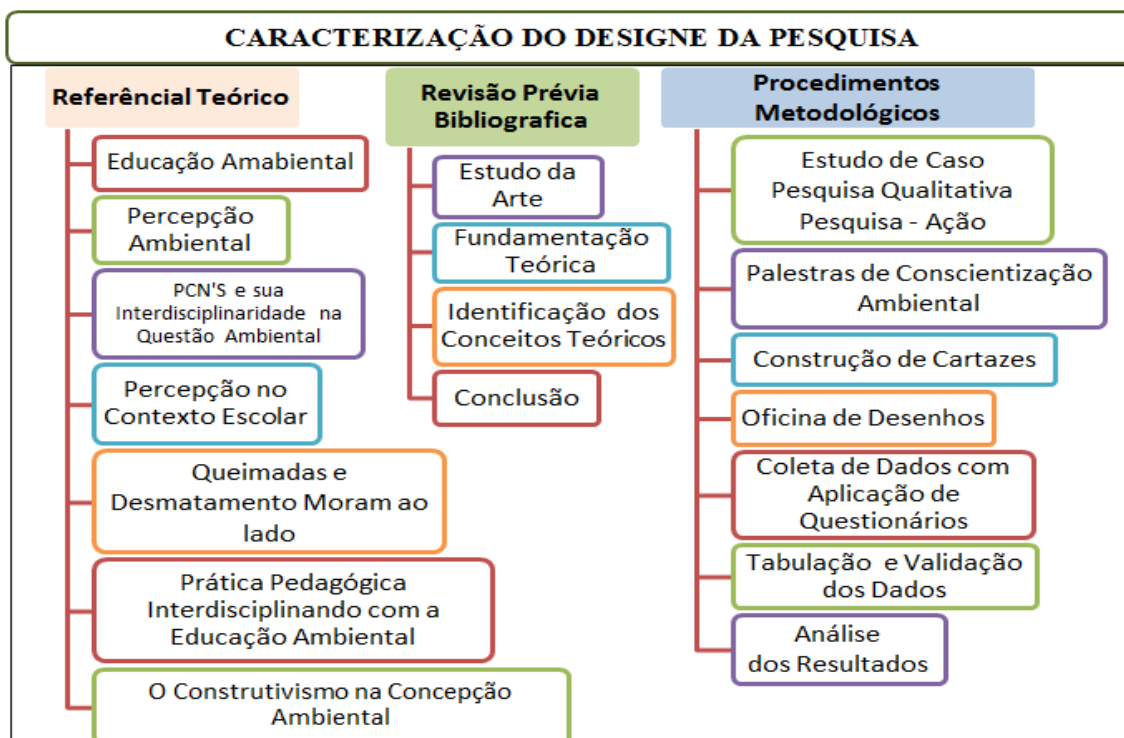 CARACTERIZAÇÃO DO DESIGNE DA PESQUISA
Referêncial Teórico
Educação Amabiental
Percepção
Ambiental
PCN'S e sua
Interdisciplinaridade na
Questão Ambiental
Percepção no
Contexto Escolar
Queimadas e
Desmatamento Moram ao
lado
Prática Pedagógica
Interdisciplinando com a
Educação Ambiental
O Construtivismo na Concepção
Ambiental
Revisão Prévia
Bibliografica
Estudo da
Arte
Fundamentação
Teórica
Identificação dos
Conceitos Teóricos
Conclusão
Procedimentos
Metodológicos
Estudo de Caso
Pesquisa Qualitativa
Pesquisa - Ação
Palestras de Conscientização
Ambiental
Construção de Cartazes
Oficina de Desenhos
Coleta de Dados com
Aplicação de
Questionários
Tabulação e Validação
dos Dados
Análise
dos Resultados